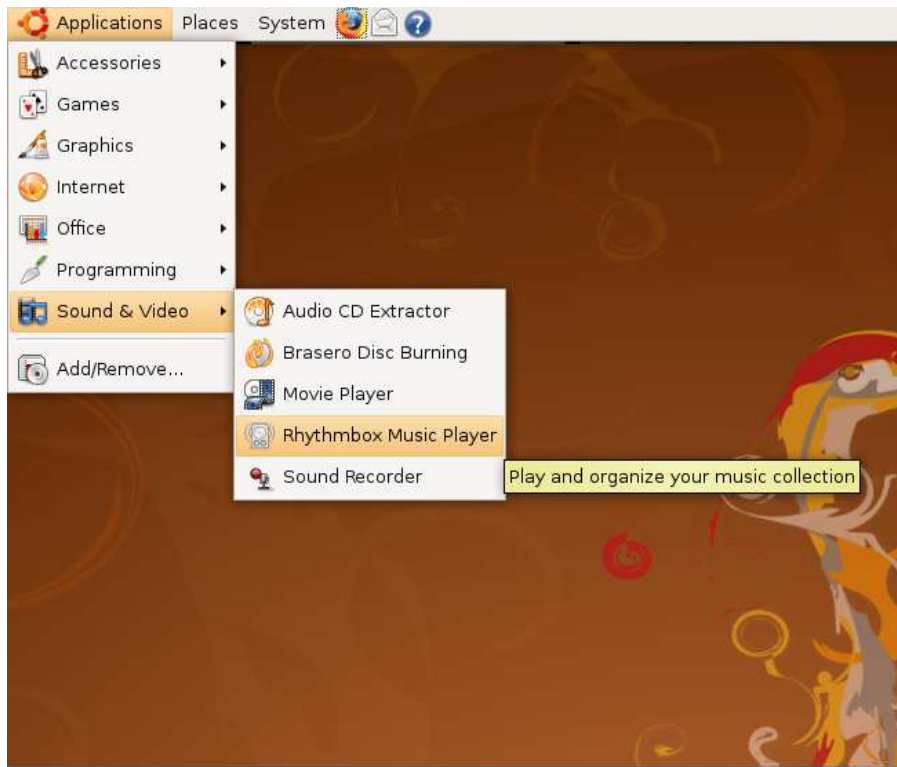 Applications Places System
Accessories
Games
Graphics
Internet
Office
Programming
Sound & Video
Add/Remove...
Audio CD Extractor
Brasero Disc Burning
Movie Player
Rhythmbox Music Player
Sound Recorder
Play and organize your music collection